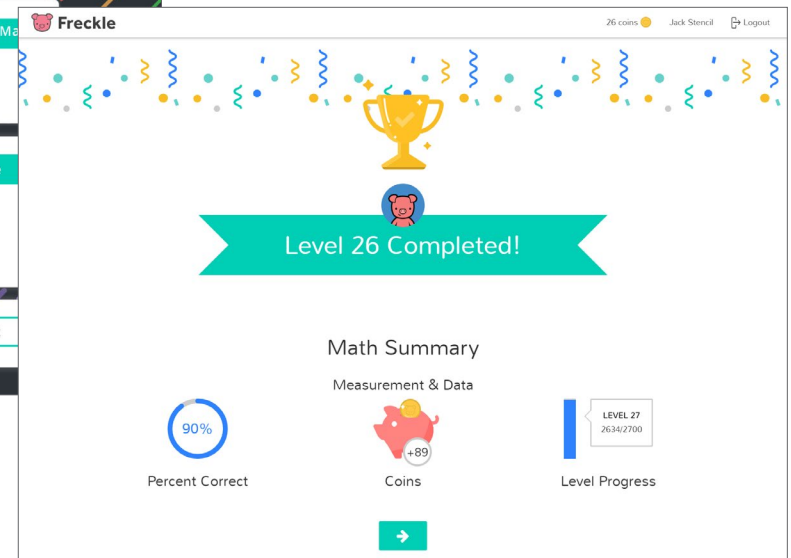 Ma
Freckle
26 coins
Jack Stencil
Logout
Level 26 Completed!
Math Summary
Measurement & Data
90%
+89
LEVEL 27
2634/2700
Percent Correct
Coins
Level Progress